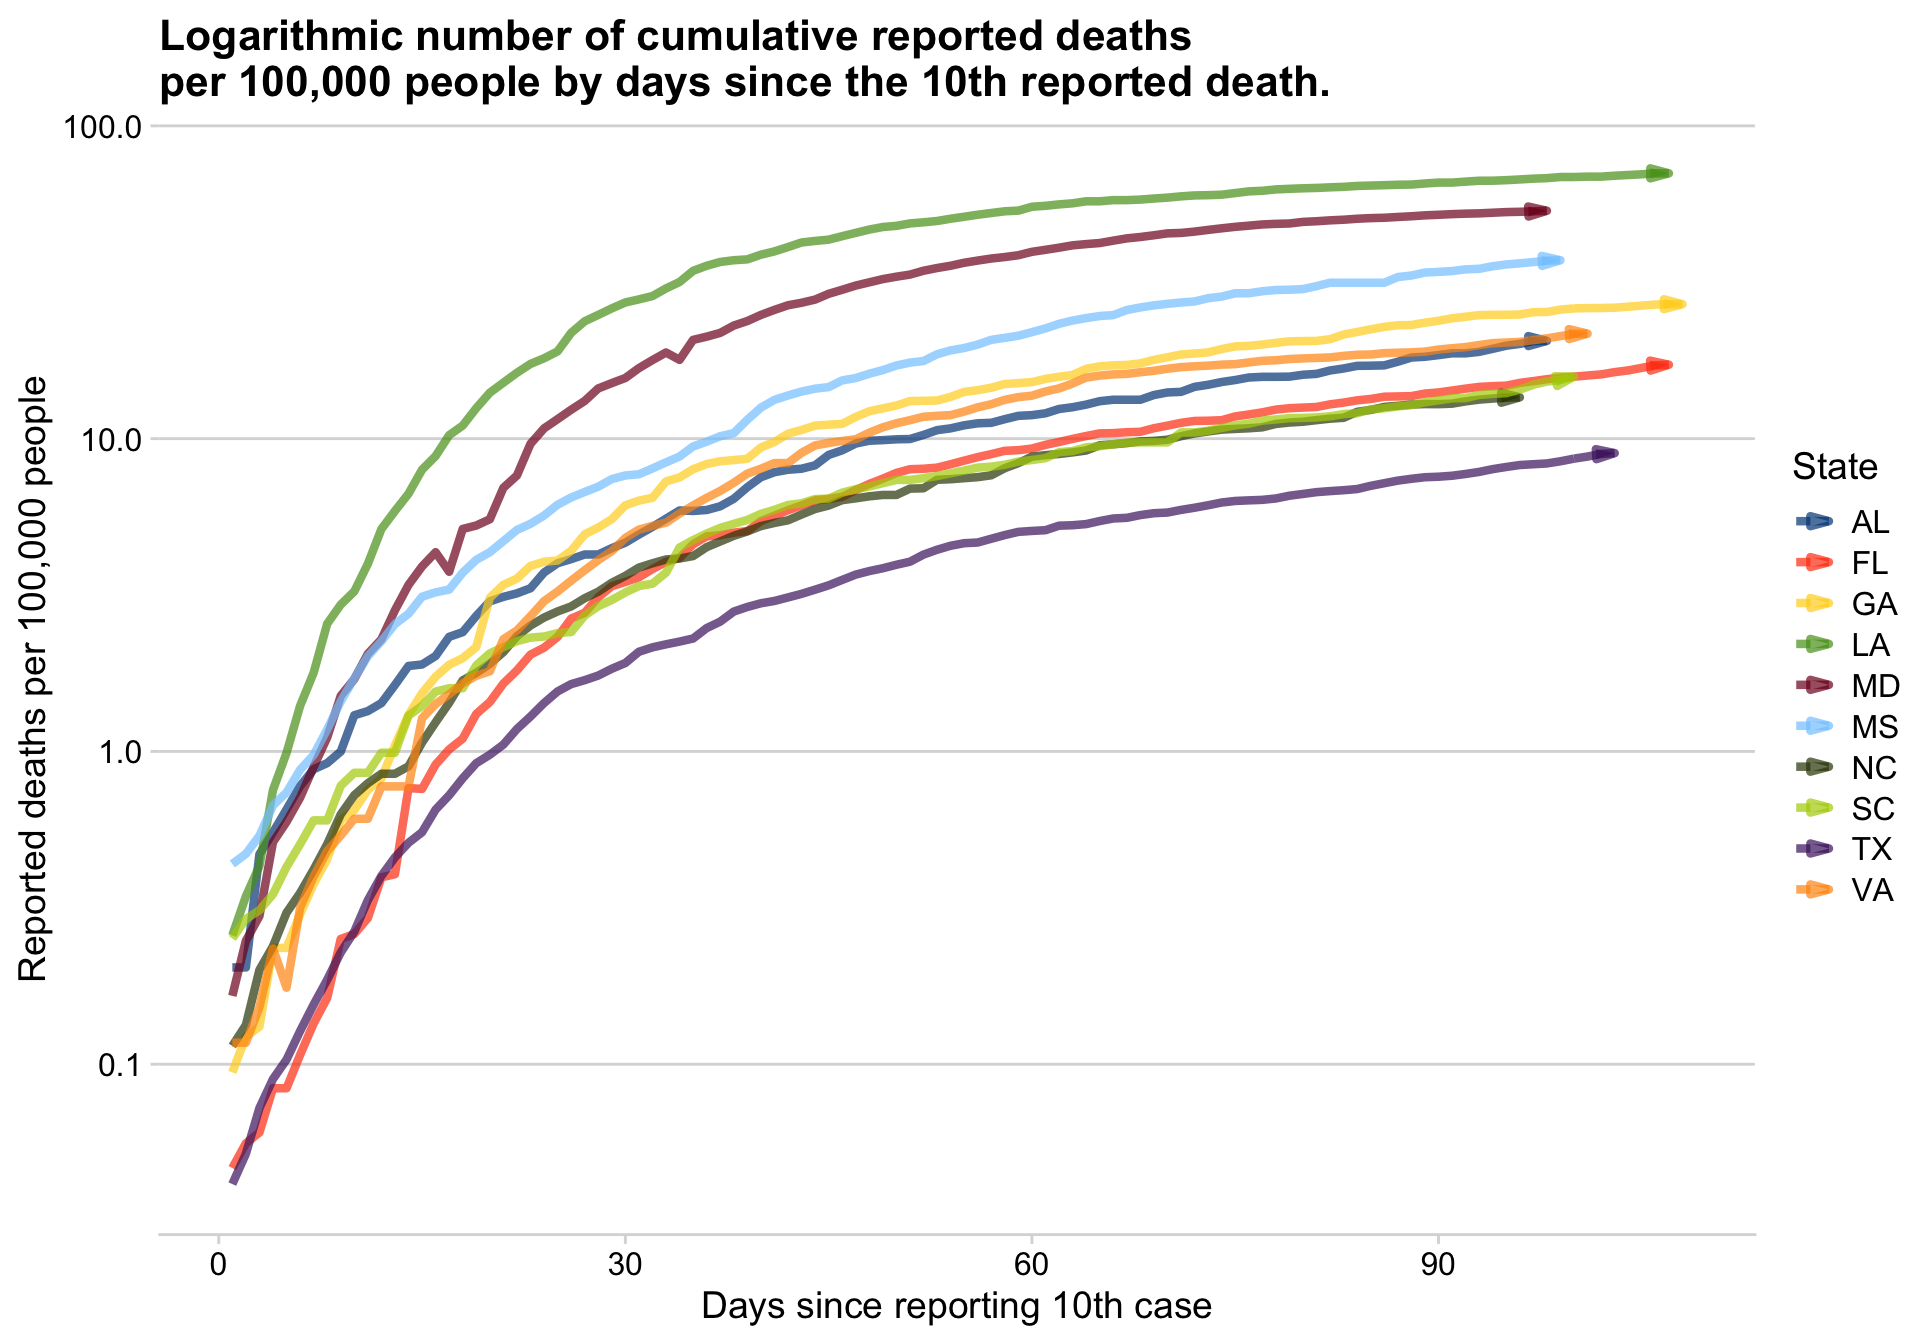 Logarithmic number of cumulative reported deaths
per 100,000 people by days since the 10th reported death.
Reported deaths per 100,000 people
100.0
10.0
1.0
0.1
0
30
60
90
Days since reporting 10th case
State
AL
FL
GA
LA
MD
MS
NC
SC
TX
VA